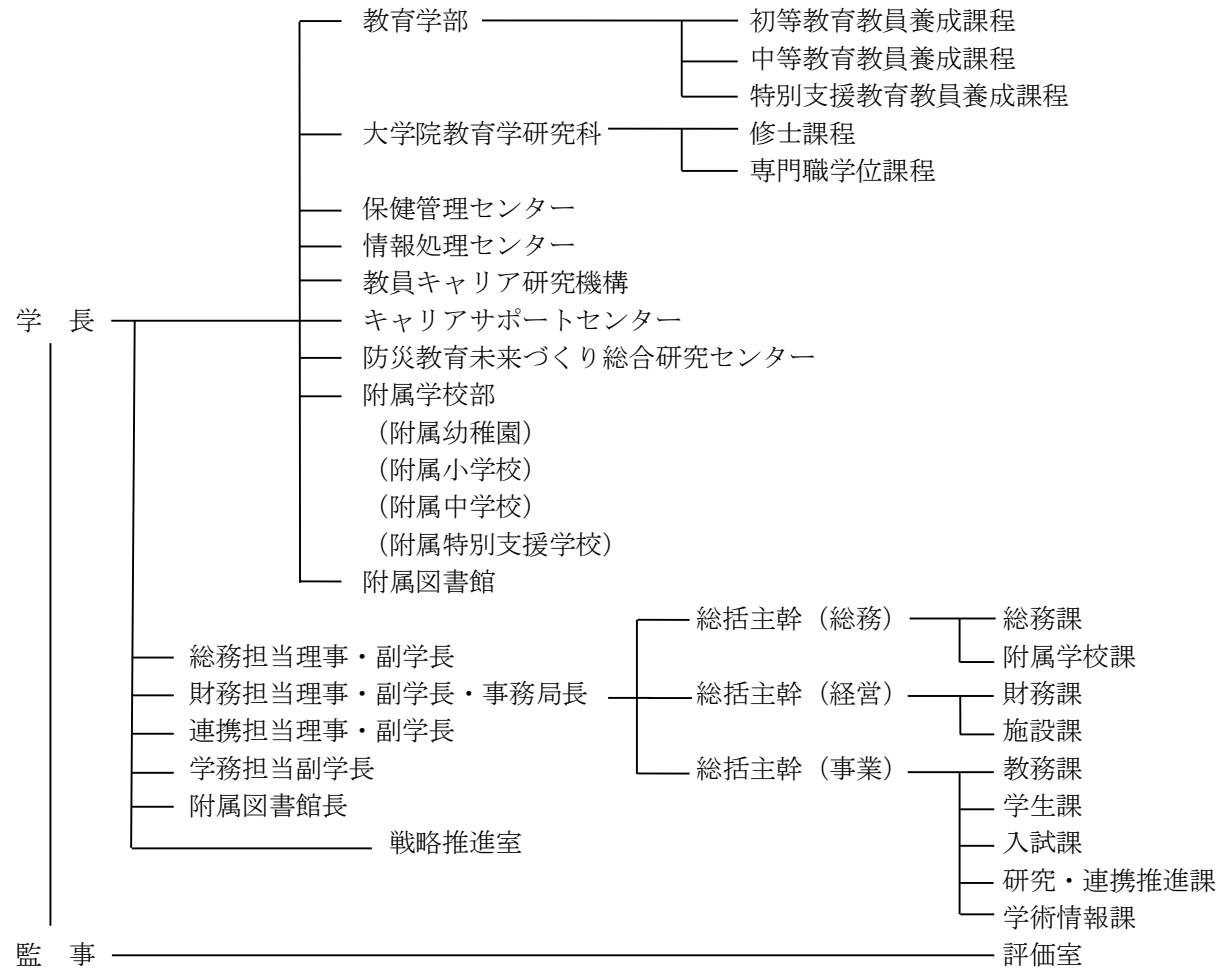 教育学部 初等教育教員養成課程
中等教育教員養成課程
特別支援教育教員養成課程
大学院教育学研究科 修士課程
専門職学位課程
保健管理センター
情報処理センター
教員キャリア研究機構
学　長 キャリアサポートセンター
防災教育未来づくり総合研究センター
附属学校部
（附属幼稚園）
（附属小学校）
（附属中学校）
（附属特別支援学校）
附属図書館
総括主幹（総務） 総務課
総務担当理事・副学長 附属学校課
財務担当理事・副学長・事務局長 総括主幹（経営） 財務課
連携担当理事・副学長 施設課
学務担当副学長 総括主幹（事業） 教務課
附属図書館長 学生課
戦略推進室 入試課
研究・連携推進課
学術情報課
監　事 評価室